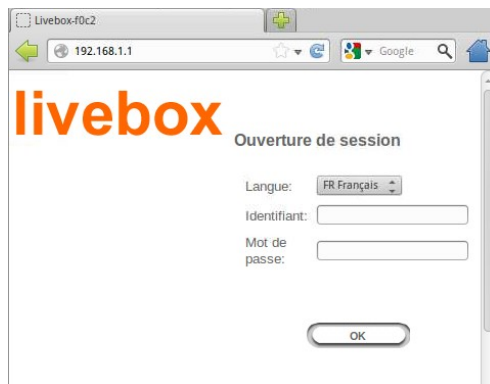 Livebox-f0c2
192.168.1.1
Google
livebox
Ouverture de session
Langue:
FR Français
Identifiant:
Mot de
passe:
OK